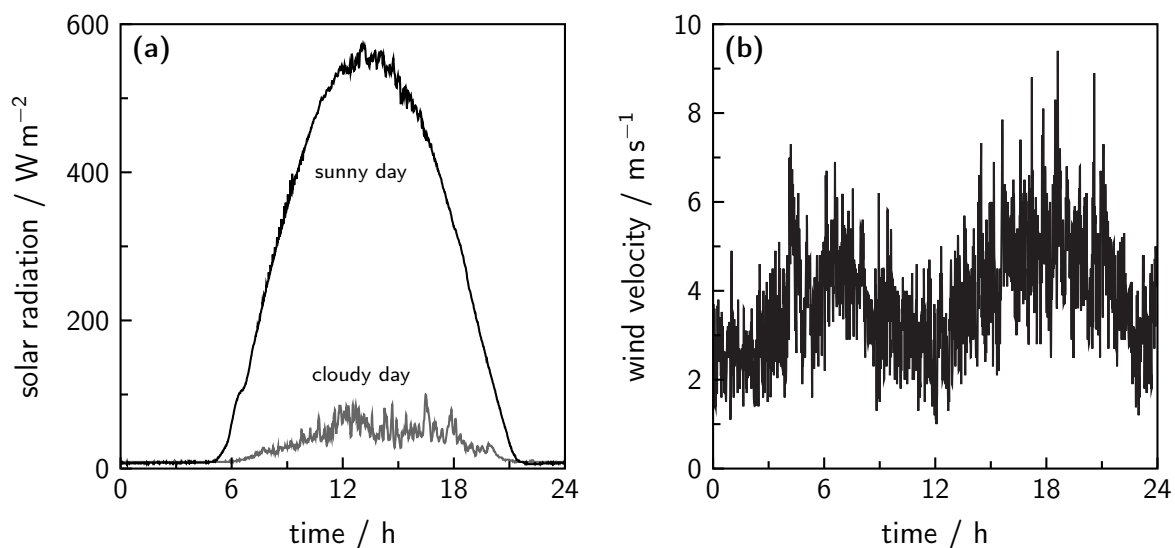 (a)
600
400
200
0
solar radiation / W m−2
sunny day
cloudy day
0 6 12 18 24
time / h
(b)
10
8
6
4
2
0
wind velocity / m s−1
0 6 12 18 24
time / h